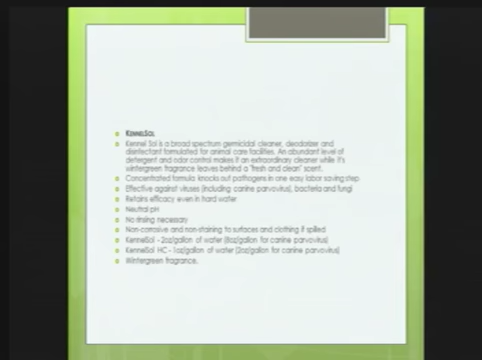 KENNELSOL
Kennel Sol is a broad spectrum germicidal cleaner, deodorizer and
disinfectant formulated for animal care facilities. An abundant level of
detergent and odor control makes it an extraordinary cleaner while it's
wintergreen fragrance leaves behind a "fresh and clean" scent.
Concentrated formula knocks out pathogens in one easy labor saving step.
Effective against viruses (including canine parvovirus), bacteria and fungi
Retains efficacy even in hard water
Neutral pH
No rinsing necessary
Non-corrosive and non-staining to surfaces and clothing if spilled
KennelSol - 2oz/gallon of water (8oz/gallon for canine parvovirus)
KennelSol HC - 1oz/gallon of water (2oz/gallon for canine parvovirus)
Wintergreen fragrance.